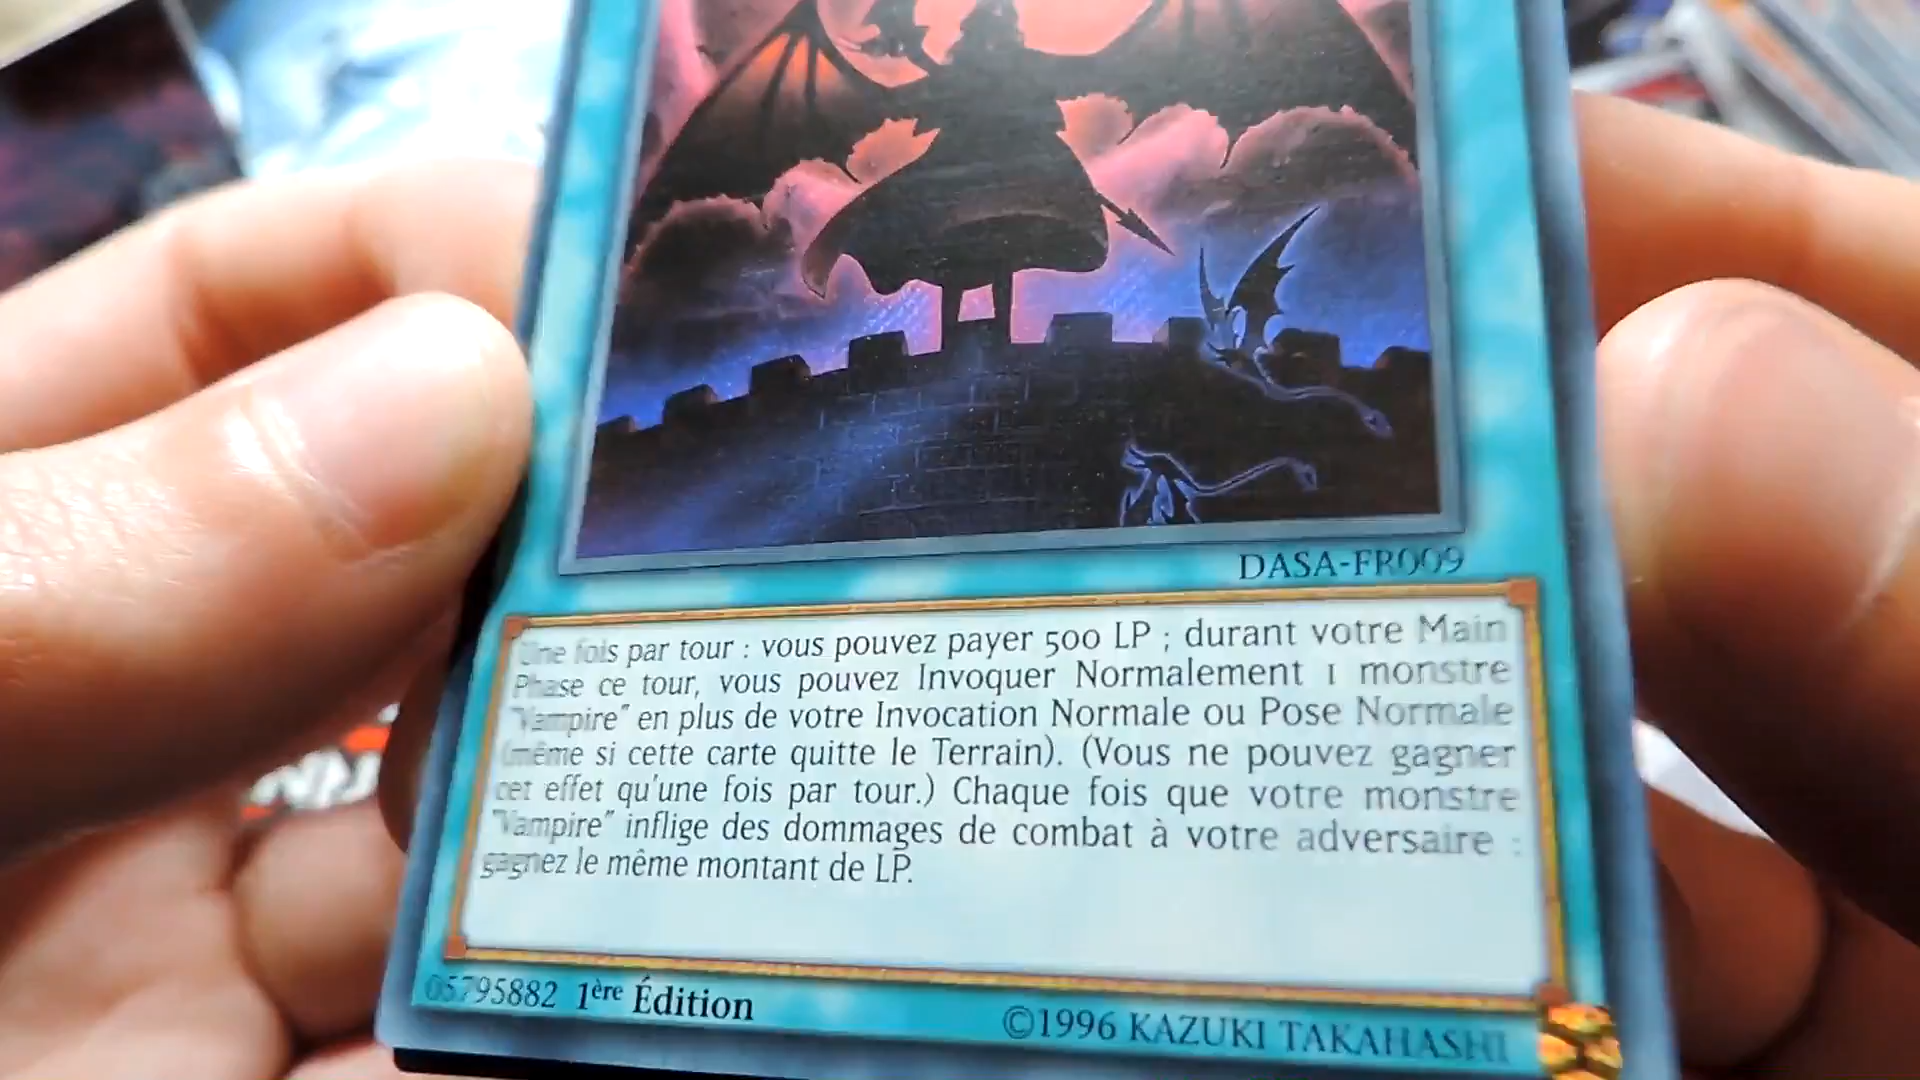 DASA-FR009
Une fois par tour : vous pouvez payer 500 LP ; durant votre Main
Phase ce tour, vous pouvez Invoquer Normalement 1 monstre
"Vampire" en plus de votre Invocation Normale ou Pose Normale
(même si cette carte quitte le Terrain). (Vous ne pouvez gagner
cet effet qu'une fois par tour.) Chaque fois que votre monstre
"Vampire" inflige des dommages de combat à votre adversaire :
gagnez le même montant de LP.
05795882 1ère Édition
©1996 KAZUKI TAKAHASHI